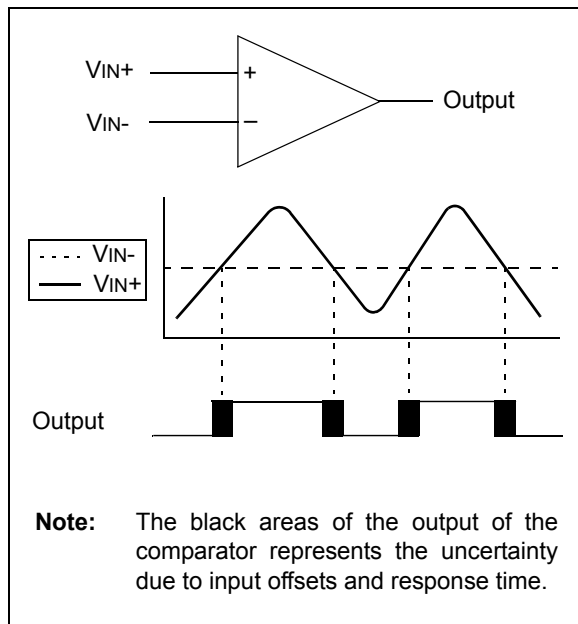 VIN+
+
Output
VIN-
–
VIN-
VIN+
Output
Note: The black areas of the output of the
comparator represents the uncertainty
due to input offsets and response time.